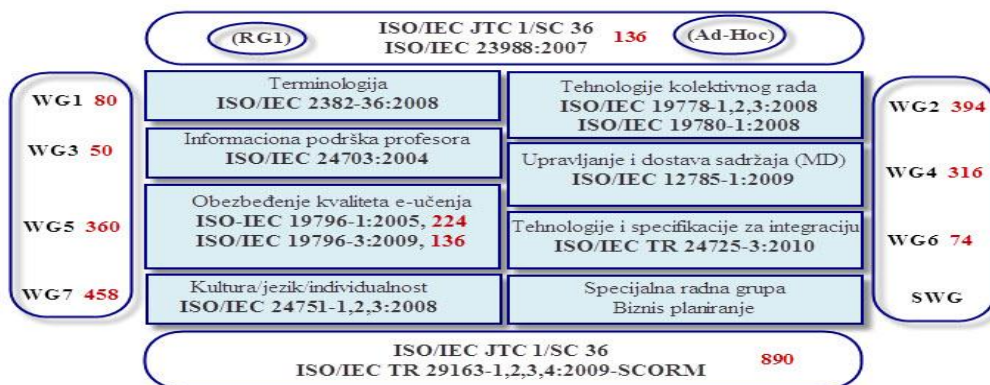 ISO/IEC JTC 1/SC 36
(RG1)
136
(Ad-Hoc)
ISO/IEC 23988:2007
WG1 80
Terminologija
ISO/IEC 2382-36:2008
Tehnologije kolektivnog rada
ISO/IEC 19778-1,2,3:2008
ISO/IEC 19780-1:2008
WG2 394
WG3 50
Informaciona podrška profesora
ISO/IEC 24703:2004
Upravljanje i dostava sadržaja (MD)
ISO/IEC 12785-1:2009
WG4 316
WG5 360
Obezbeđenje kvaliteta e-učenja
ISO-IEC 19796-1:2005, 224
ISO/IEC 19796-3:2009, 136
Tehnologije i specifikacije za integraciju
ISO/IEC TR 24725-3:2010
WG6 74
WG7 458
Kultura/jezik/individualnost
ISO/IEC 24751-1,2,3:2008
Specijalna radna grupa
Biznis planiranje
SWG
ISO/IEC JTC 1/SC 36
890
ISO/IEC TR 29163-1,2,3,4:2009-SCORM